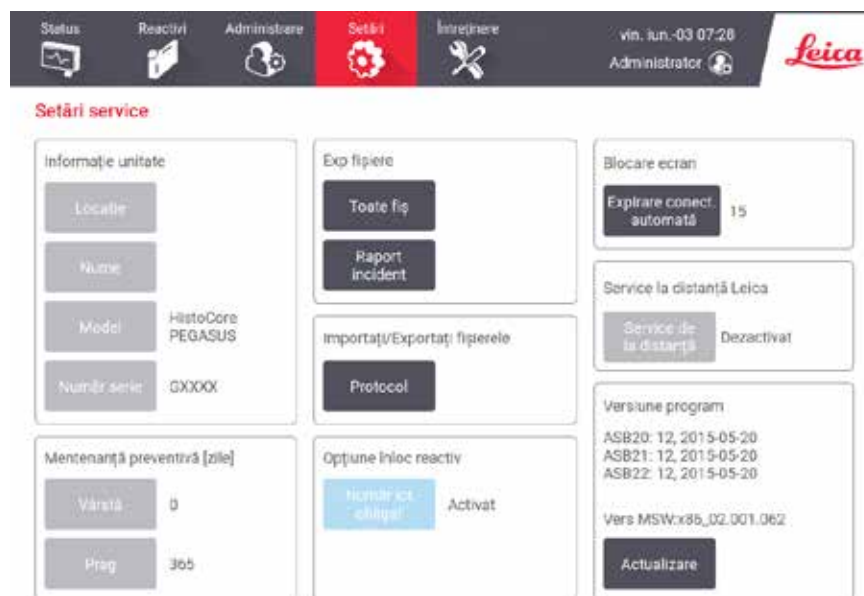 Status
Reactivi
Administrare
Setări
Întreținere
vin. iun.-03 07:28
Administrator
Leica
Setări service
Informație unitate
Locație
Nume
Model
HistoCore
PEGASUS
Număr serie
GXXXX
Mentenanță preventivă [zile]
Vârstă
0
Prag
365
Exp fișiere
Toate fiș
Raport
incident
Importați/Exportați fișierele
Protocol
Opțiune înloc reactiv
Număr lot
obligat
Activat
Blocare ecran
Expirare conect.
automată
15
Service la distanță Leica
Service de
la distanță
Dezactivat
Versiune program
ASB20: 12, 2015-05-20
ASB21: 12, 2015-05-20
ASB22: 12, 2015-05-20
Vers MSW:x86_02.001.062
Actualizare